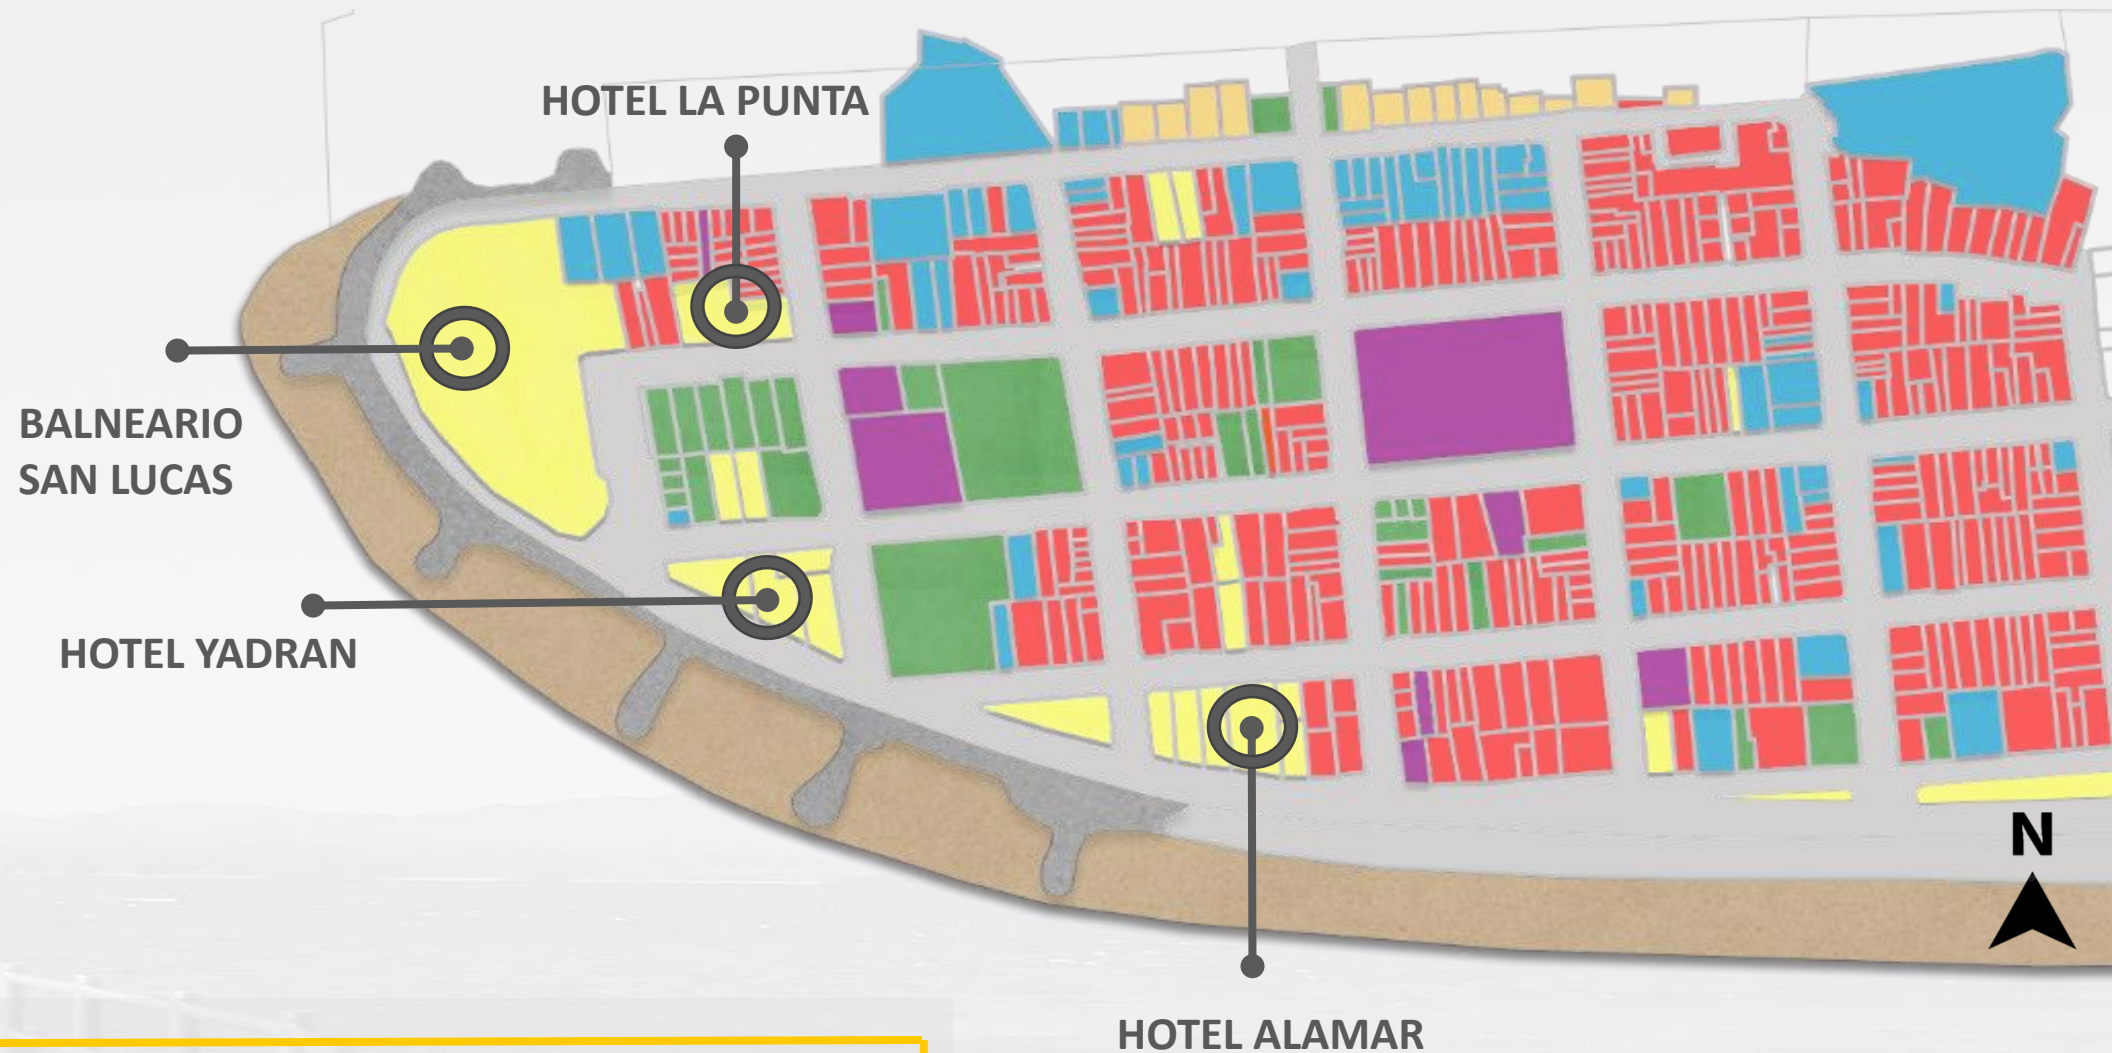 HOTEL LA PUNTA
BALNEARIO
SAN LUCAS
HOTEL YADRAN
N
HOTEL ALAMAR